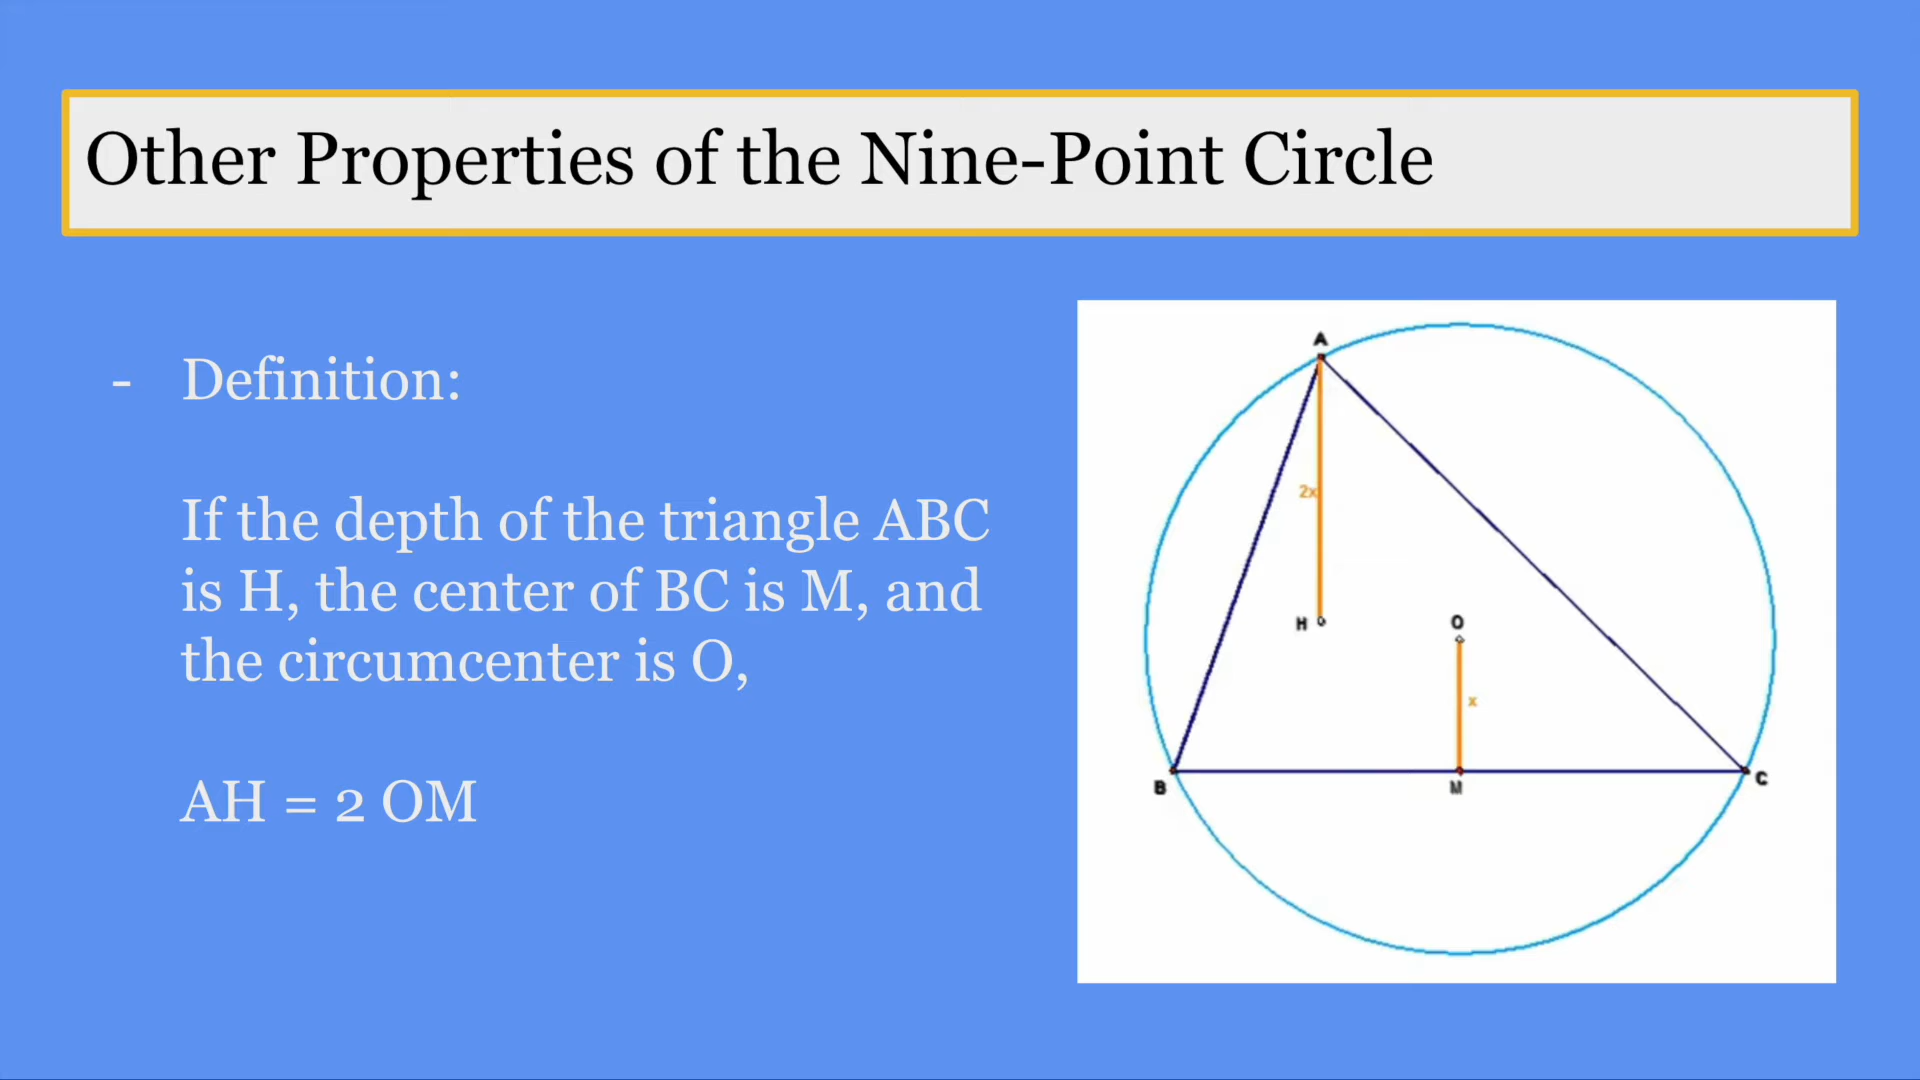 Other Properties of the Nine-Point Circle
- Definition:
If the depth of the triangle ABC
is H, the center of BC is M, and
the circumcenter is O,
AH = 2 OM
A
2x
H
O
x
B
M
C